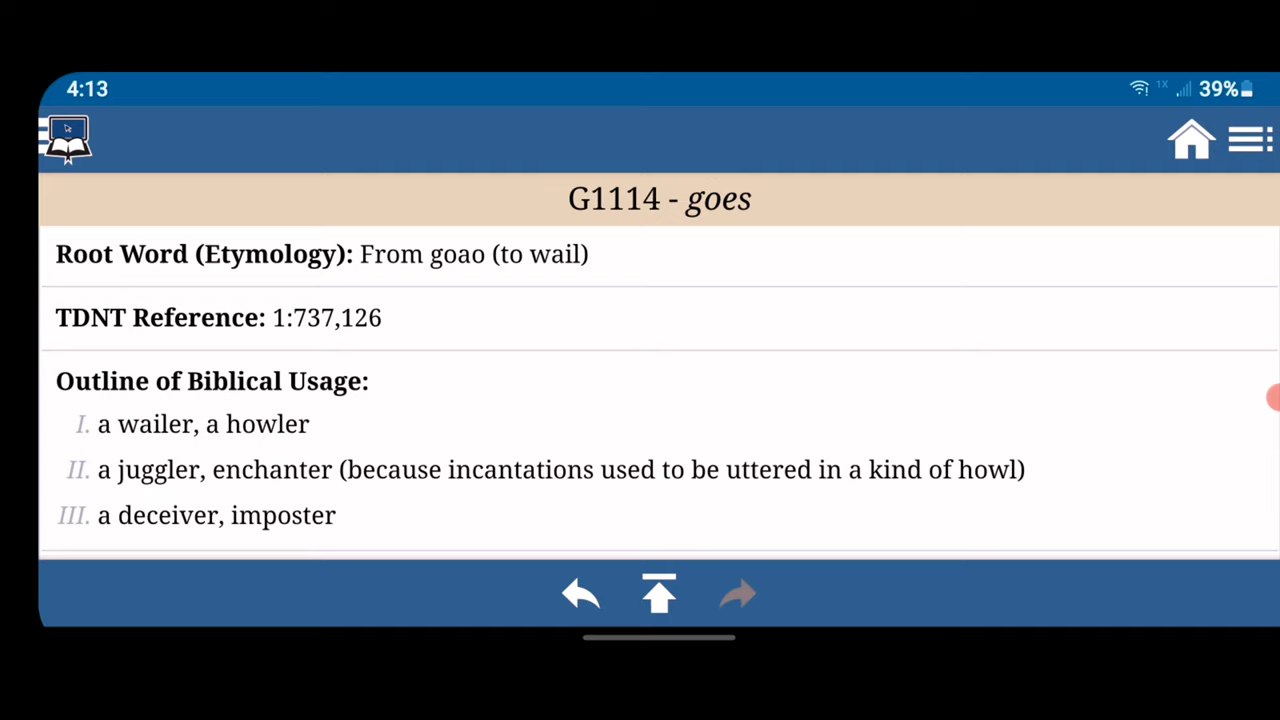 4:13
1X 39%
G1114 - goes
Root Word (Etymology): From goao (to wail)
TDNT Reference: 1:737,126
Outline of Biblical Usage:
I. a wailer, a howler
II. a juggler, enchanter (because incantations used to be uttered in a kind of howl)
III. a deceiver, imposter